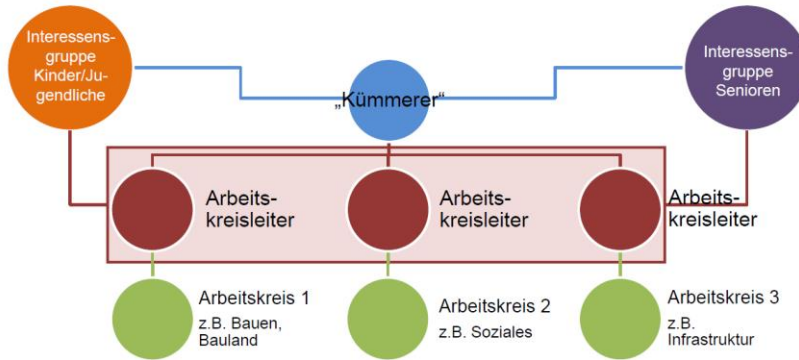 Interessens-
gruppe
Kinder/Ju-
gendliche
Interessens-
gruppe
Senioren
„Kümmerer“
Arbeits-
kreisleiter
Arbeits-
kreisleiter
Arbeits-
kreisleiter
Arbeitskreis 1
z.B. Bauen,
Bauland
Arbeitskreis 2
z.B. Soziales
Arbeitskreis 3
z.B.
Infrastruktur